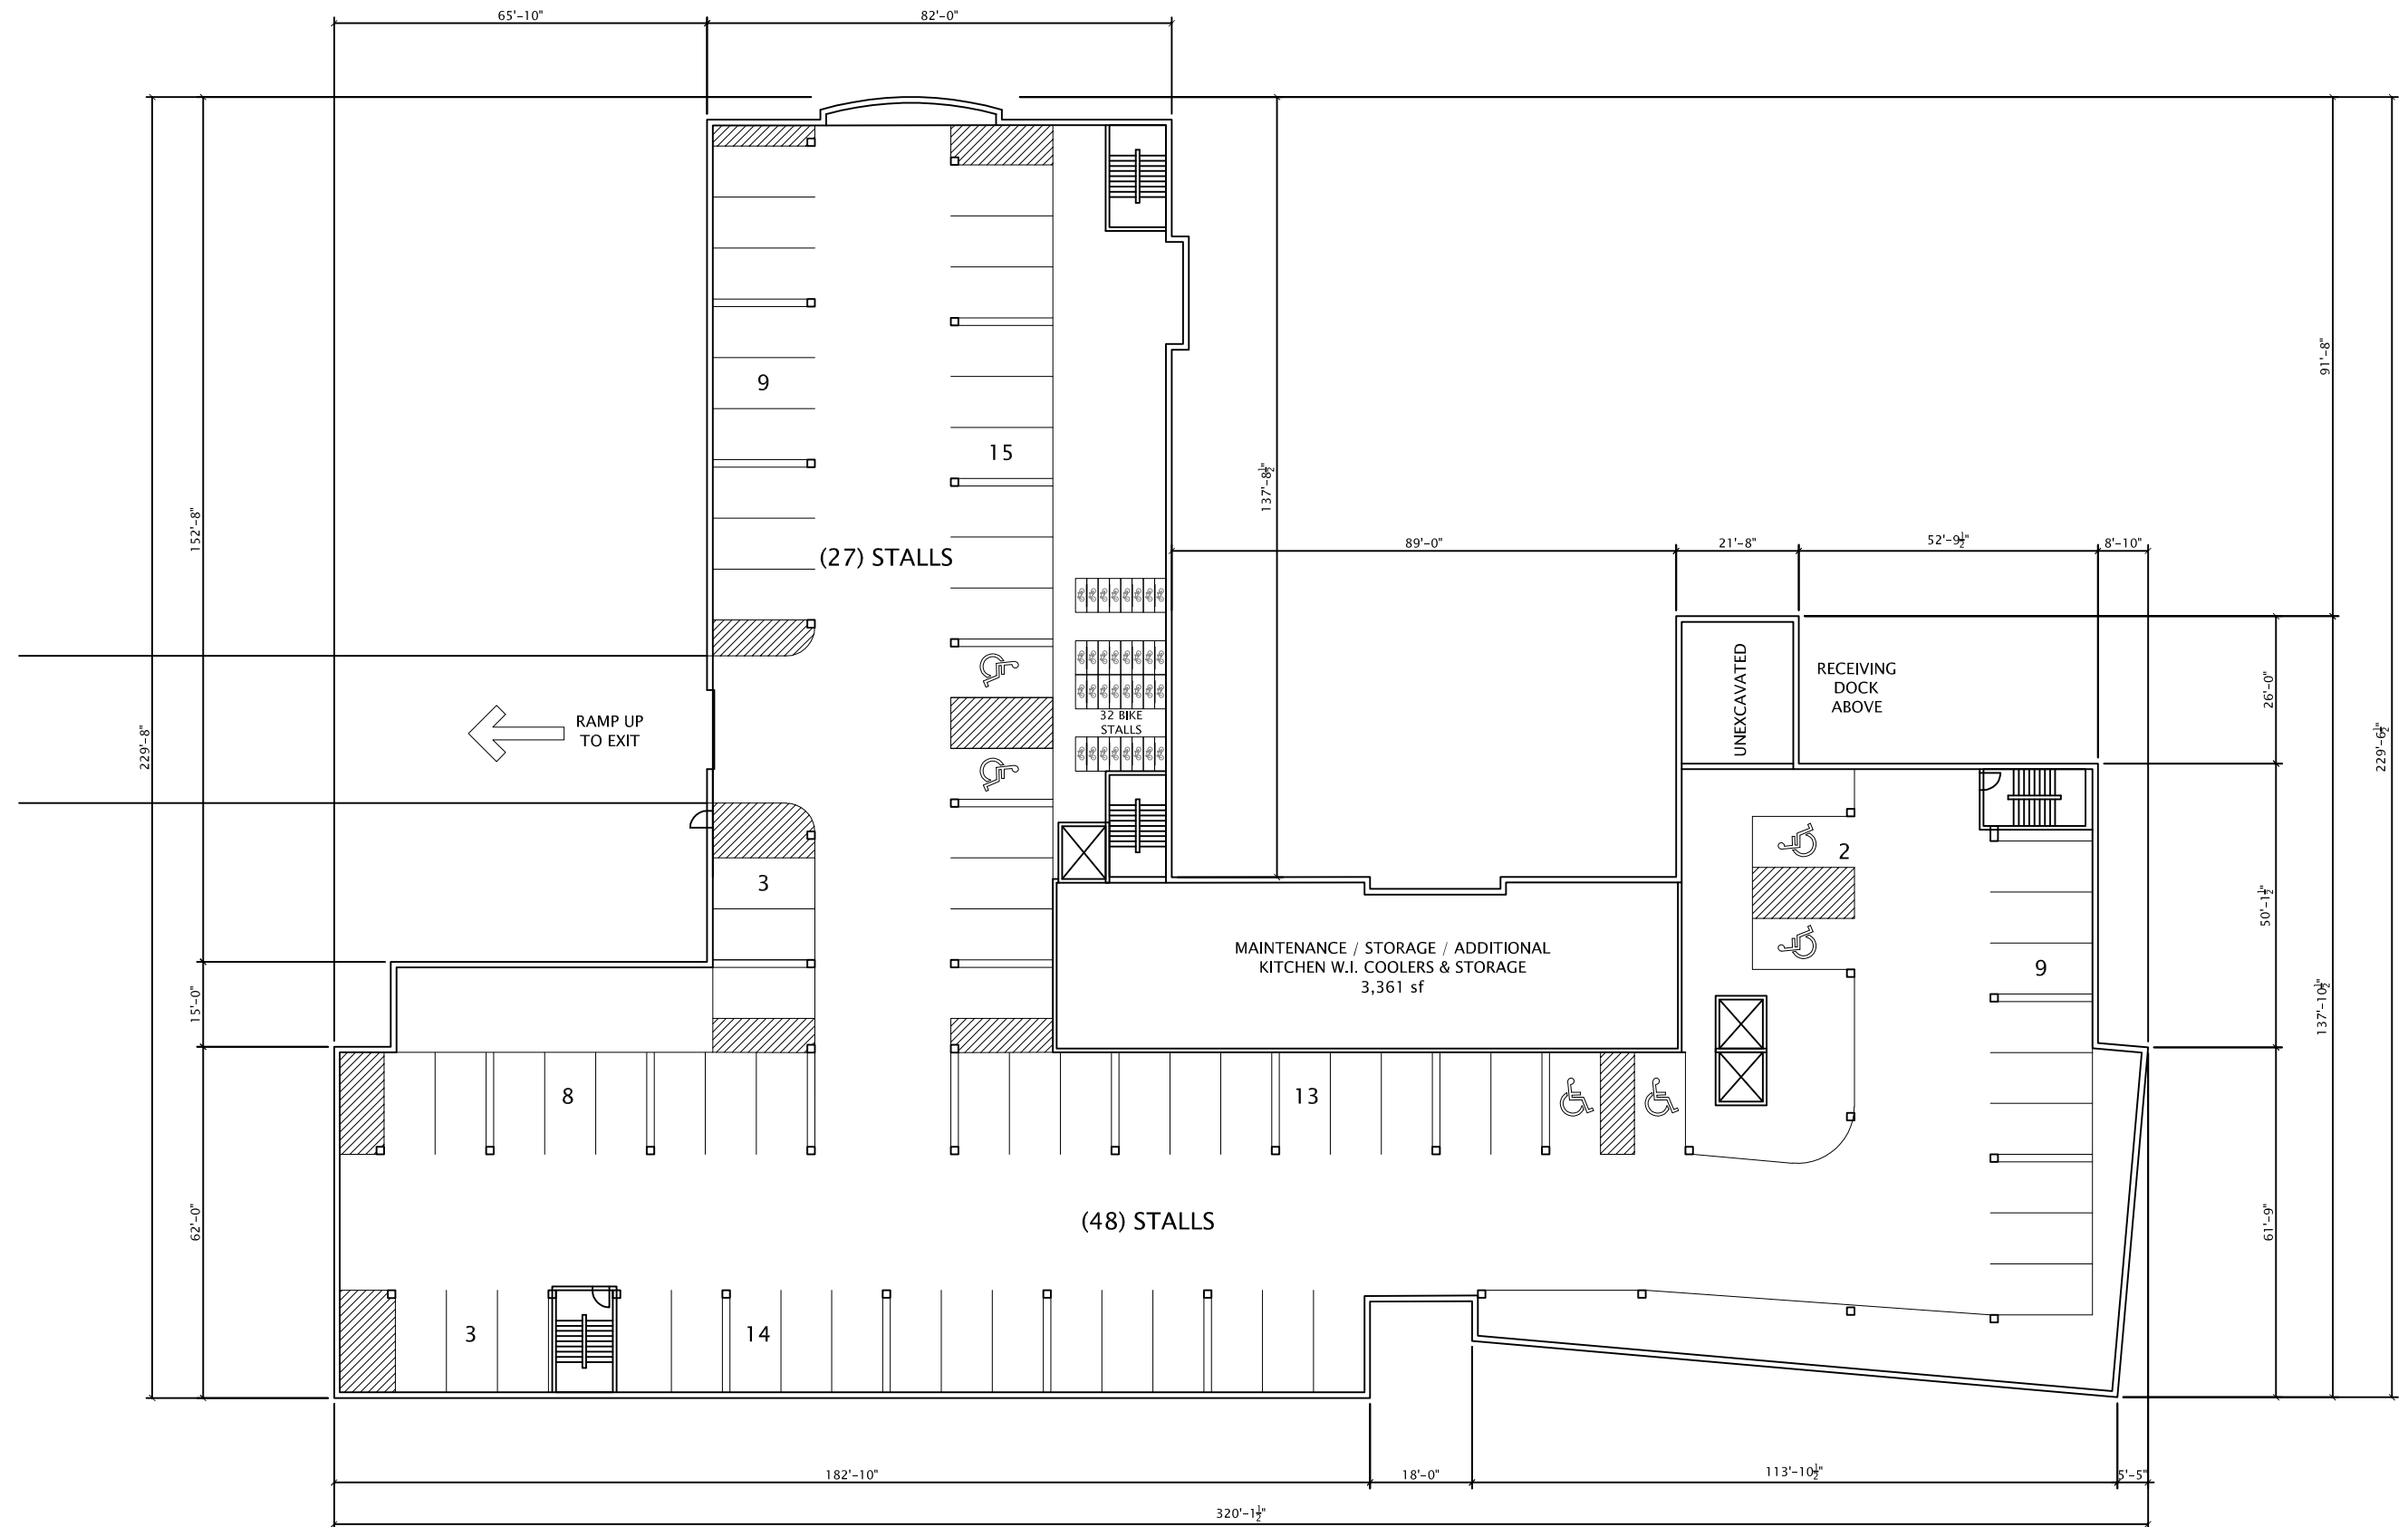 65'-10"
82'-0"
9
15
91'-8"
137'-8½"
152'-8"
(27) STALLS
89'-0"
21'-8"
52'-9½"
8'-10"
229'-8"
RAMP UP
TO EXIT
32 BIKE
STALLS
UNEXCAVATED
RECEIVING
DOCK
ABOVE
26'-0"
229'-6½"
3
2
MAINTENANCE / STORAGE / ADDITIONAL
KITCHEN W.I. COOLERS & STORAGE
3,361 sf
9
50'-1½"
137'-10½"
15'-0"
8
13
62'-0"
(48) STALLS
61'-9"
3
14
182'-10"
18'-0"
113'-10½"
5'-5"
320'-1½"